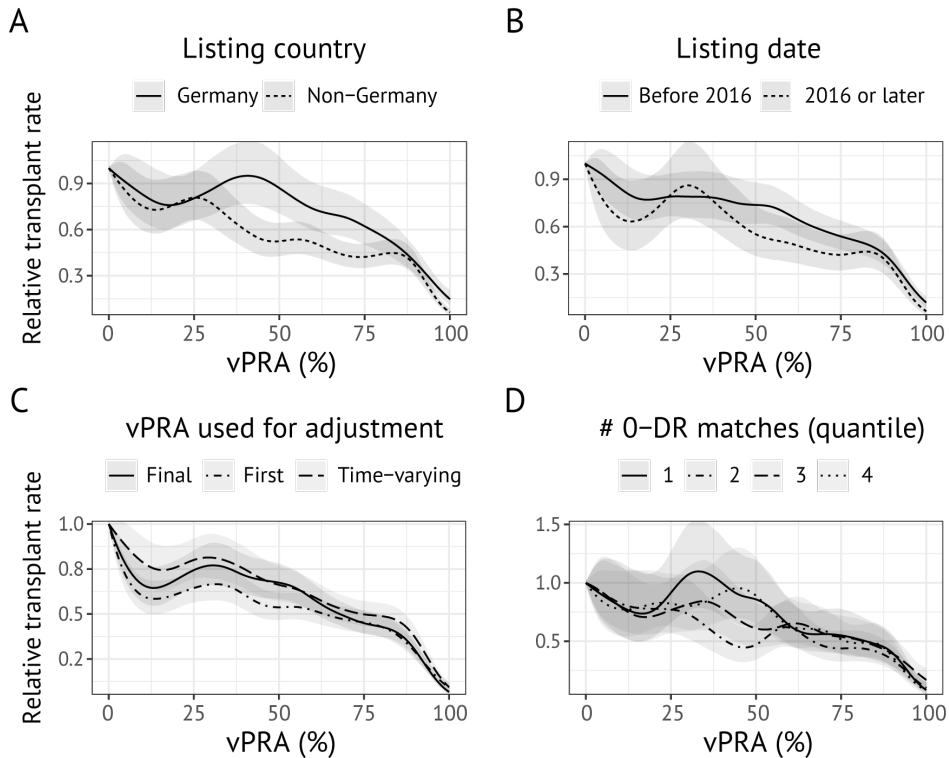 A
Listing country
Germany Non−Germany
Relative transplant rate
0.9
0.6
0.3
0 25 50 75 100
vPRA (%)
B
Listing date
Before 2016 2016 or later
0.9
0.6
0.3
0 25 50 75 100
vPRA (%)
C
vPRA used for adjustment
Final First Time−varying
Relative transplant rate
1.0
0.8
0.5
0.2
0 25 50 75 100
vPRA (%)
D
# 0−DR matches (quantile)
1 2 3 4
1.5
1.0
0.5
0 25 50 75 100
vPRA (%)